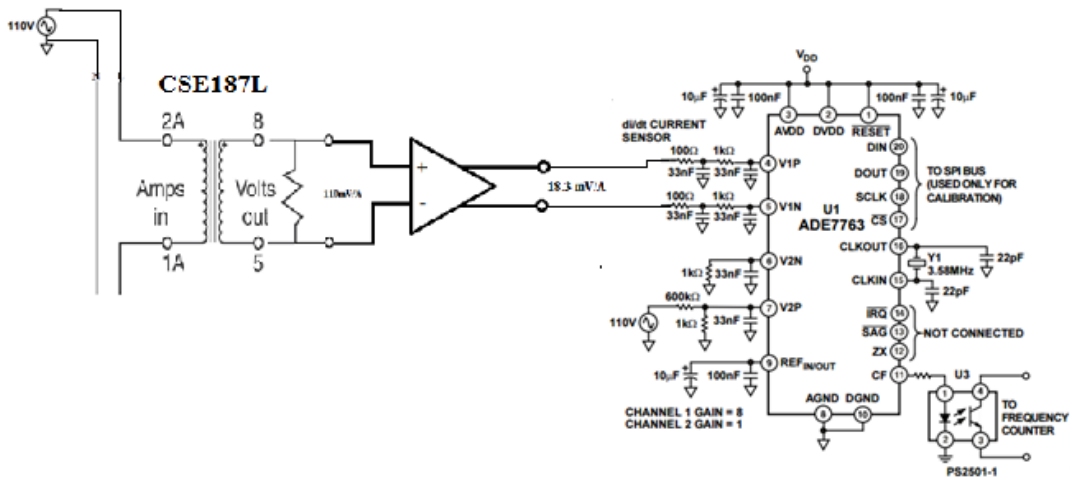 110V
CSE187L
2A
8
Amps
in
Volts
out
1A
5
110mV/A
+
-
18.3 mV/A
di/dt CURRENT
SENSOR
100Ω
1kΩ
33nF
33nF
100Ω
1kΩ
33nF
33nF
1kΩ
33nF
600kΩ
110V
1kΩ
33nF
10µF
100nF
CHANNEL 1 GAIN = 8
CHANNEL 2 GAIN = 1
VDD
10µF
100nF
100nF
10µF
3
2
1
AVDD
DVDD
RESET
4 V1P
5 V1N
6 V2N
7 V2P
9 REFIN/OUT
U1
ADE7763
DIN 20
DOUT 19
SCLK 18
CS 17
TO SPI BUS
(USED ONLY FOR
CALIBRATION)
CLKOUT 16
22pF
Y1
3.58MHz
CLKIN 15
22pF
IRQ 14
SAG 13
ZX 12
NOT CONNECTED
CF 11
AGND
DGND
8
10
U3
1
4
2
3
TO
FREQUENCY
COUNTER
PS2501-1